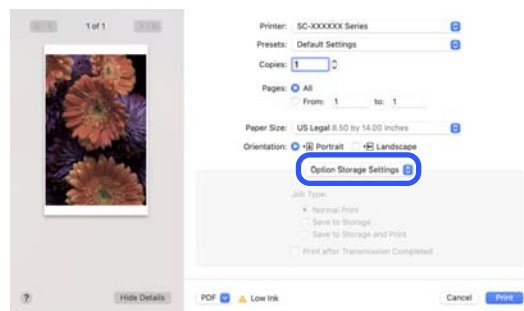 1 of 1
Printer: SC-XXXXXX Series
Presets: Default Settings
Copies: 1
Pages: All
From: 1 to: 1
Paper Size: US Legal 8.50 by 14.00 inches
Orientation: Portrait Landscape
Option Storage Settings
Job Type:
Normal Print
Save to Storage
Save to Storage and Print
Print after Transmission Completed
? Hide Details PDF Low Ink Cancel Print